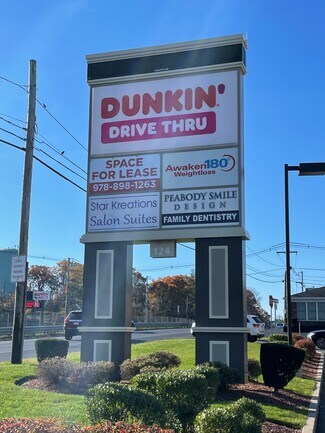 DUNKIN'
DRIVE THRU
SPACE
FOR LEASE
978-898-1263
Awaken180°
Weightloss
Star Kreations
Salon Suites
PEABODY SMILE
DESIGN
FAMILY DENTISTRY
124